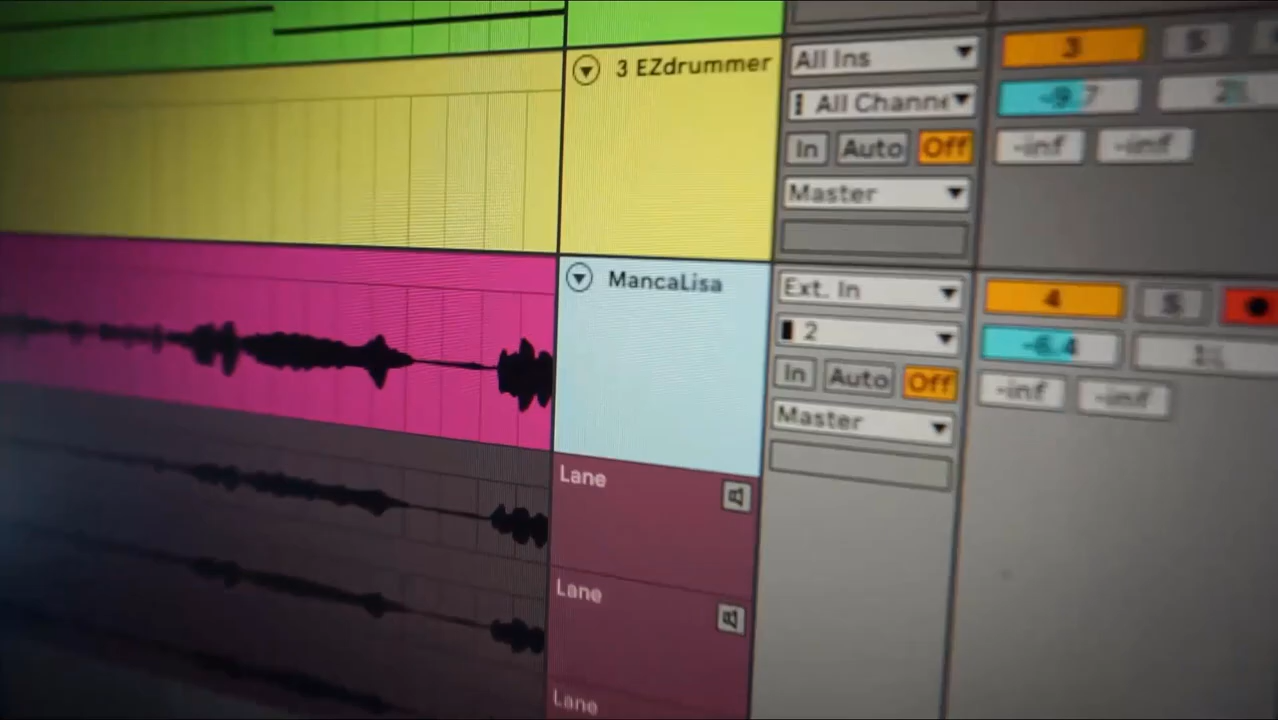 3 EZdrummer
All Ins
3
S
All Channe
-9.7
In Auto Off
-inf -inf
Master
MancaLisa
Ext. In
4
S
2
-6.4
In Auto Off
-inf -inf
Master
Lane
Lane
Lane